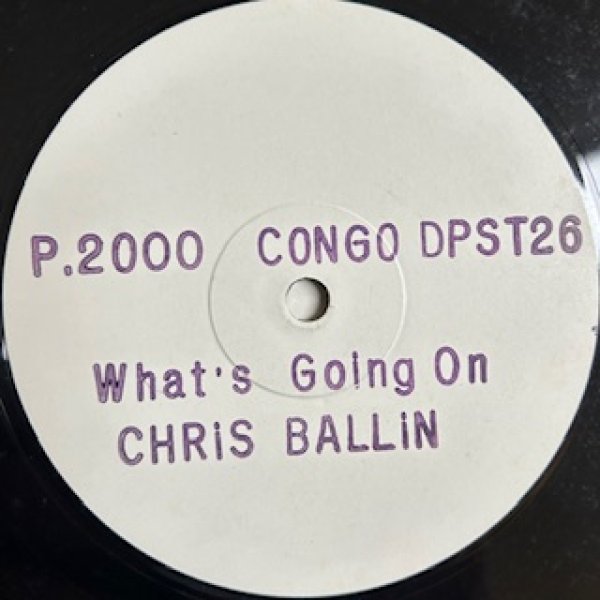 P.2000 CONGO DPST26
What's Going On
CHRiS BALLiN